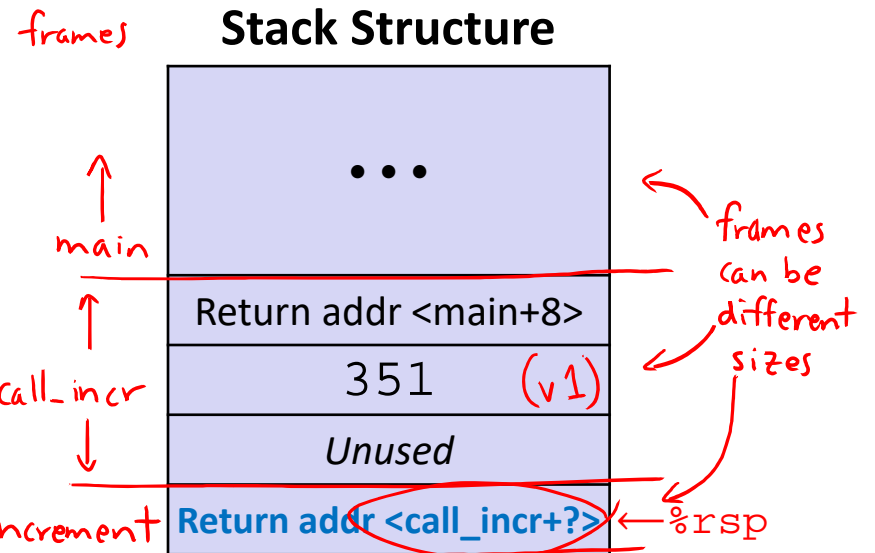 frames
Stack Structure
• • •
main
frames
can be
different
sizes
Return addr <main+8>
call_incr
351 (v1)
Unused
ncrement
Return addr <call_incr+?>
←%rsp